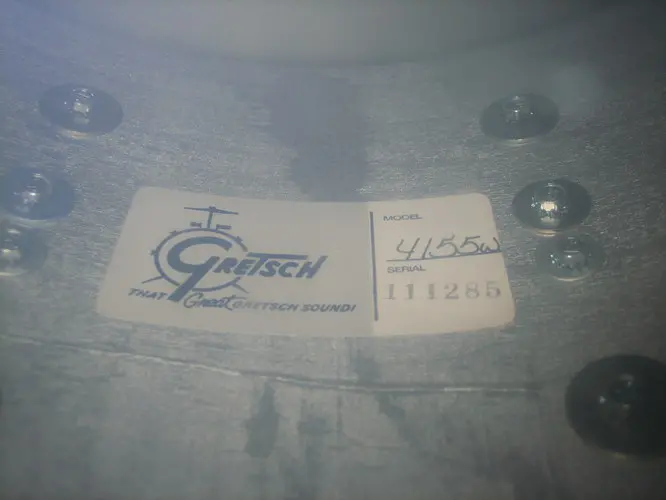 GRETSCH
THAT Great GRETSCH SOUND!
MODEL
4155W
SERIAL
111285